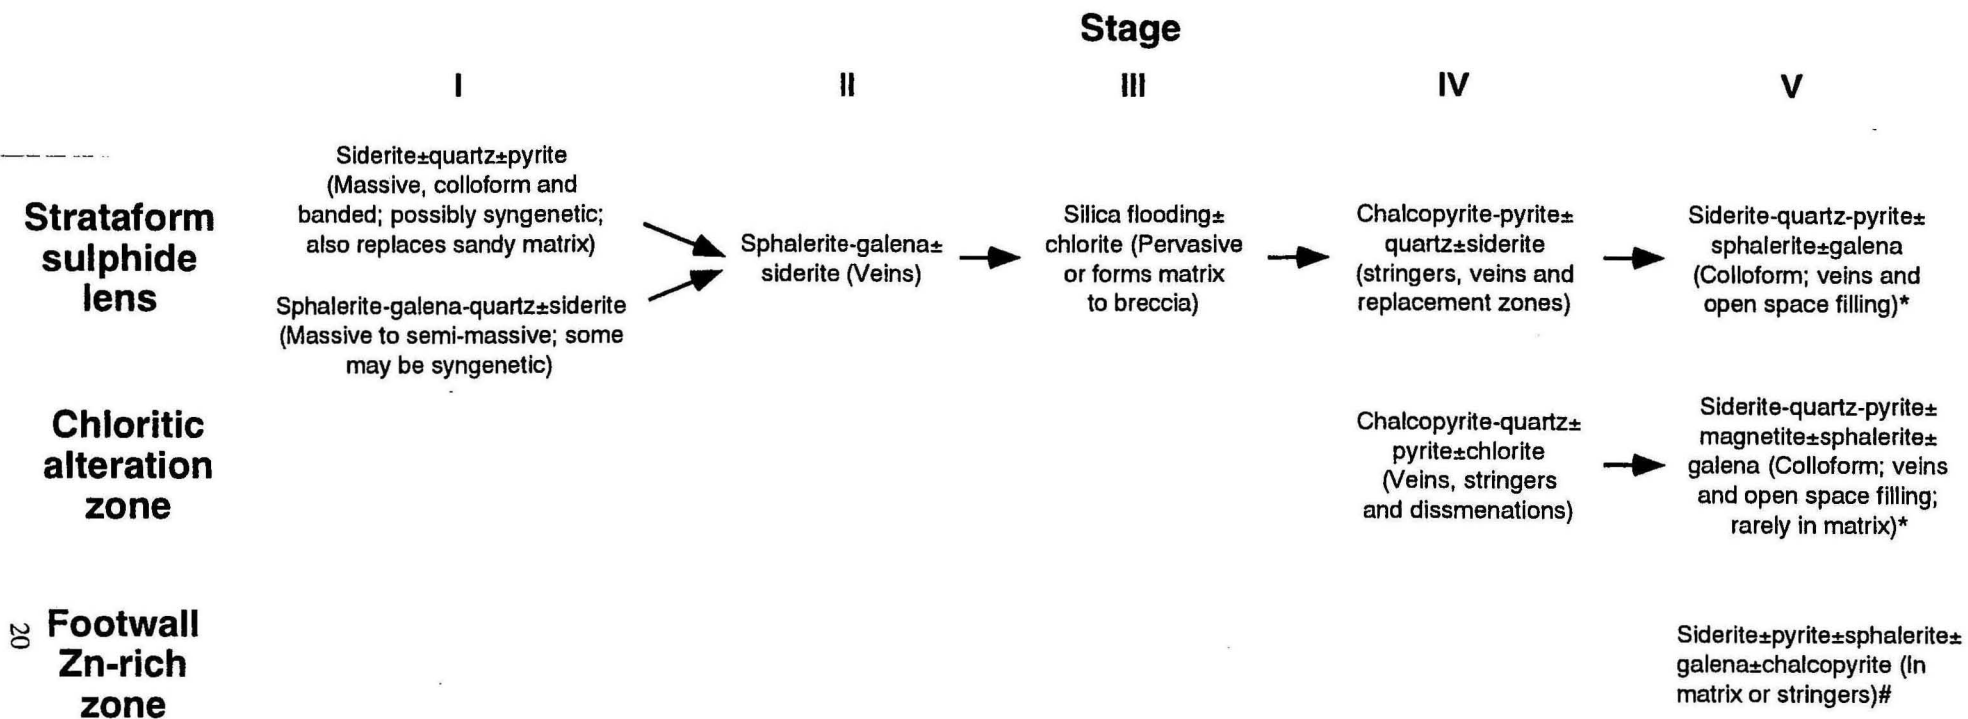 Stage
I
II
III
IV
V
Strataform
sulphide
lens
Siderite±quartz±pyrite
(Massive, colloform and
banded; possibly syngenetic;
also replaces sandy matrix)
Sphalerite-galena-quartz±siderite
(Massive to semi-massive; some
may be syngenetic)
Sphalerite-galena±
siderite (Veins)
Silica flooding±
chlorite (Pervasive
or forms matrix
to breccia)
Chalcopyrite-pyrite±
quartz±siderite
(stringers, veins and
replacement zones)
Siderite-quartz-pyrite±
sphalerite±galena
(Colloform; veins and
open space filling)*
Chloritic
alteration
zone
Chalcopyrite-quartz±
pyrite±chlorite
(Veins, stringers
and dissmenations)
Siderite-quartz-pyrite±
magnetite±sphalerite±
galena (Colloform; veins
and open space filling;
rarely in matrix)*
Footwall
Zn-rich
zone
Siderite±pyrite±sphalerite±
galena±chalcopyrite (In
matrix or stringers)#
20